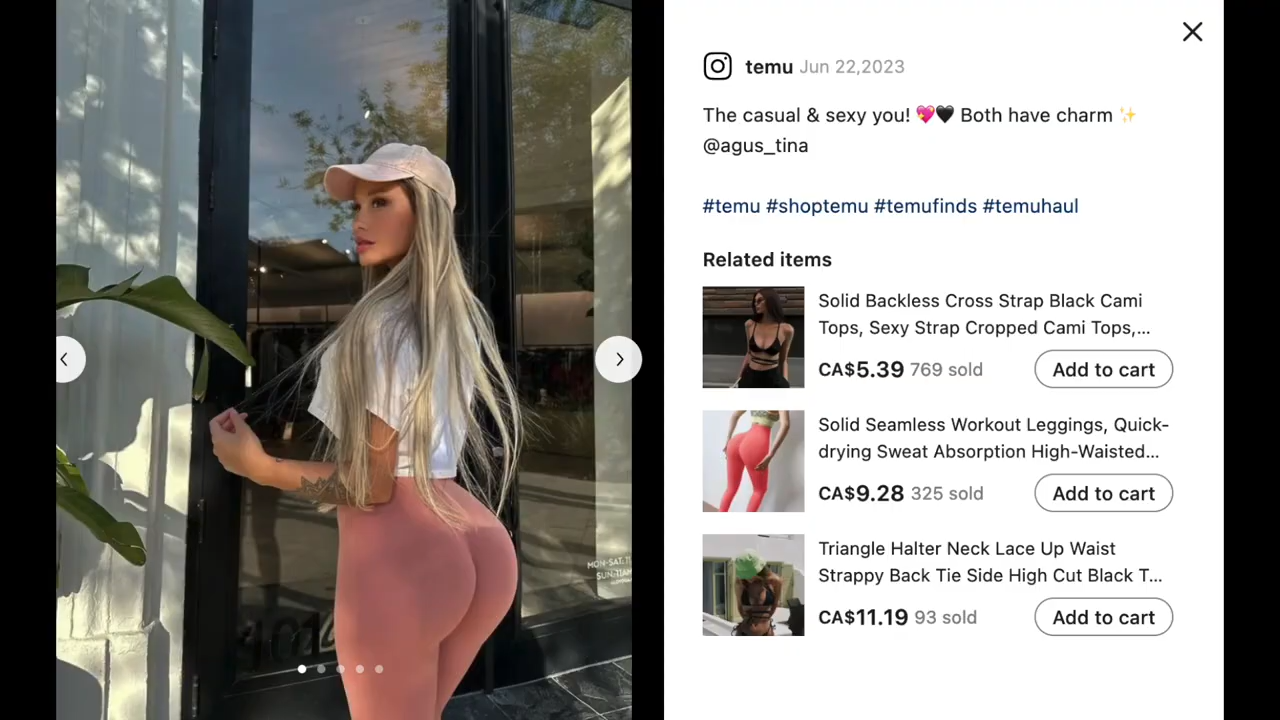 temu Jun 22,2023
The casual & sexy you! 💖🖤 Both have charm ✨
@agus_tina
#temu #shoptemu #temufinds #temuhaul
Related items
Solid Backless Cross Strap Black Cami
Tops, Sexy Strap Cropped Cami Tops,...
CA$5.39 769 sold
Add to cart
Solid Seamless Workout Leggings, Quick-
drying Sweat Absorption High-Waisted...
CA$9.28 325 sold
Add to cart
Triangle Halter Neck Lace Up Waist
Strappy Back Tie Side High Cut Black T...
CA$11.19 93 sold
Add to cart
MON-SAT:
SUN: